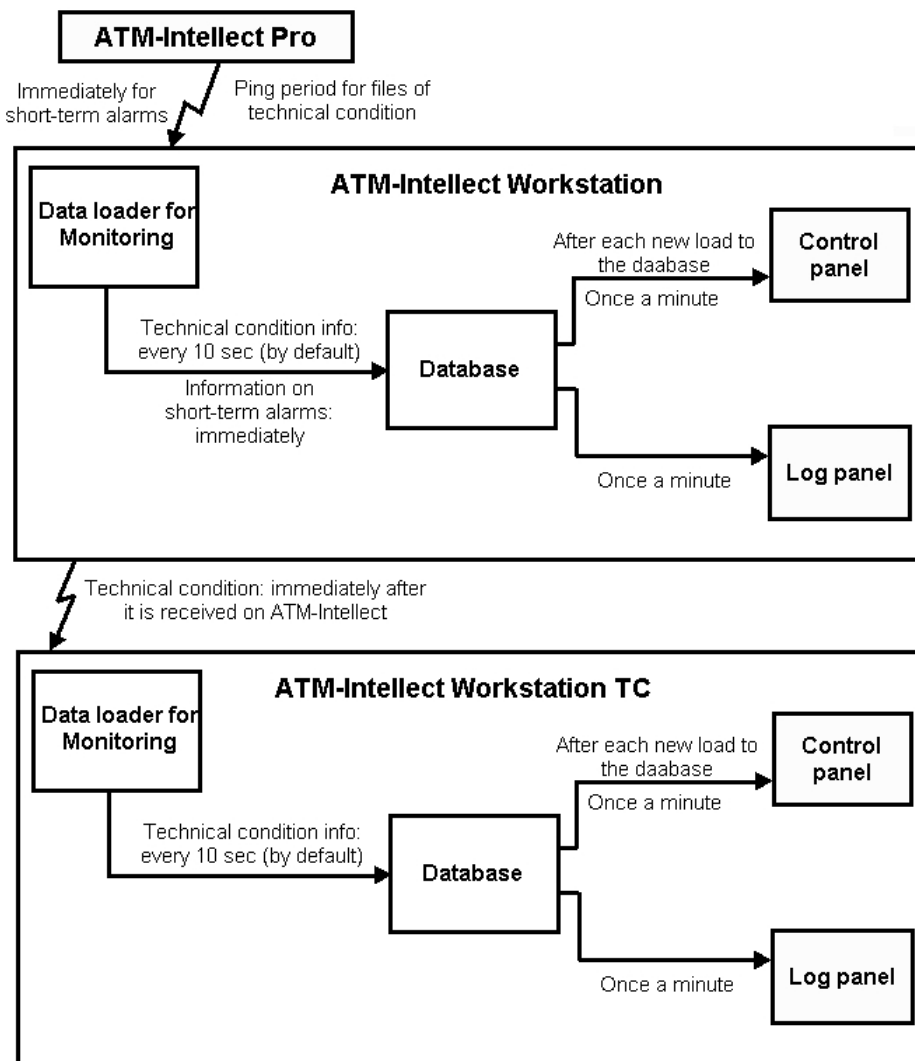 ATM-Intellect Pro
Immediately for
short-term alarms
Ping period for files of
technical condition
ATM-Intellect Workstation
Data loader for
Monitoring
After each new load to
the daabase
Once a minute
Control
panel
Technical condition info:
every 10 sec (by default)
Database
Information on
short-term alarms:
immediately
Once a minute
Log panel
Technical condition: immediately after
it is received on ATM-Intellect
ATM-Intellect Workstation TC
Data loader for
Monitoring
After each new load to
the daabase
Once a minute
Control
panel
Technical condition info:
every 10 sec (by default)
Database
Once a minute
Log panel